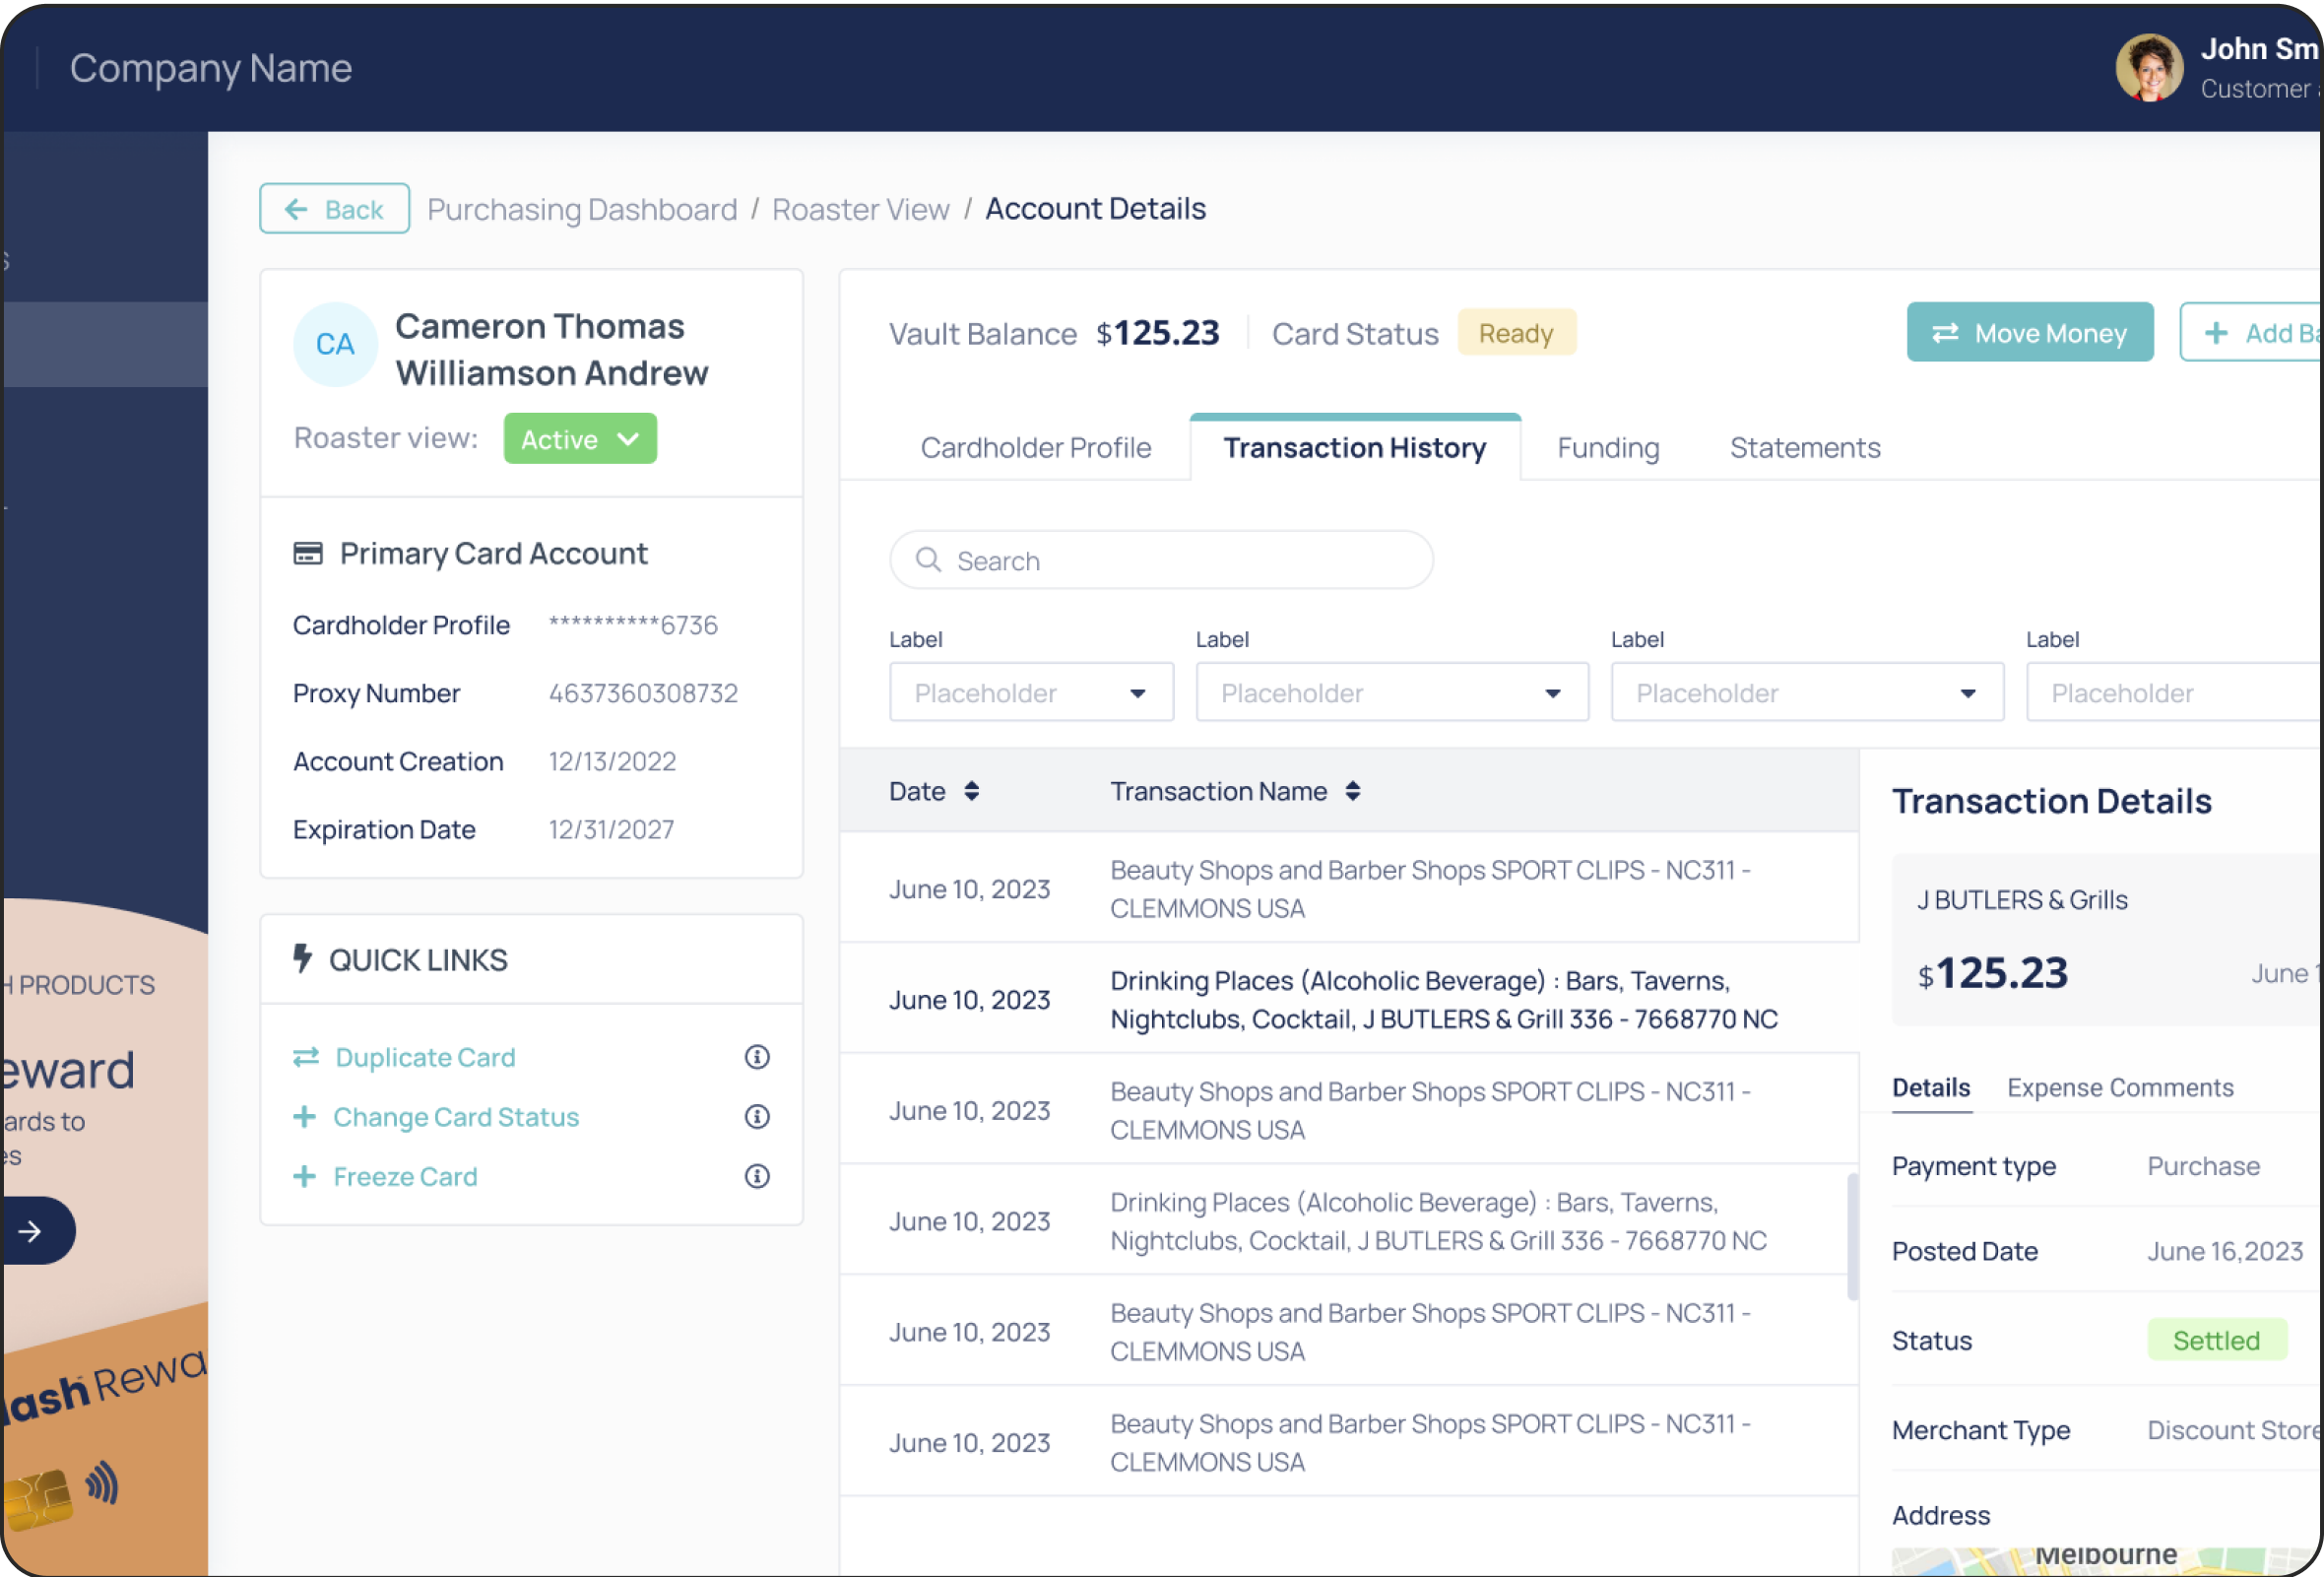 Company Name
John Sm
Customer
Back
Purchasing Dashboard / Roaster View / Account Details
CA
Cameron Thomas
Williamson Andrew
Roaster view: Active
Primary Card Account
Cardholder Profile **********6736
Proxy Number 4637360308732
Account Creation 12/13/2022
Expiration Date 12/31/2027
QUICK LINKS
Duplicate Card
Change Card Status
Freeze Card
Vault Balance $125.23 Card Status Ready
Move Money
Add Ba
Cardholder Profile Transaction History Funding Statements
Search
Label Label Label Label
Placeholder Placeholder Placeholder Placeholder
Date Transaction Name
June 10, 2023
Beauty Shops and Barber Shops SPORT CLIPS - NC311 -
CLEMMONS USA
June 10, 2023
Drinking Places (Alcoholic Beverage) : Bars, Taverns,
Nightclubs, Cocktail, J BUTLERS & Grill 336 - 7668770 NC
June 10, 2023
Beauty Shops and Barber Shops SPORT CLIPS - NC311 -
CLEMMONS USA
June 10, 2023
Drinking Places (Alcoholic Beverage) : Bars, Taverns,
Nightclubs, Cocktail, J BUTLERS & Grill 336 - 7668770 NC
June 10, 2023
Beauty Shops and Barber Shops SPORT CLIPS - NC311 -
CLEMMONS USA
June 10, 2023
Beauty Shops and Barber Shops SPORT CLIPS - NC311 -
CLEMMONS USA
Transaction Details
J BUTLERS & Grills
$125.23 June 1
Details Expense Comments
Payment type Purchase
Posted Date June 16,2023
Status Settled
Merchant Type Discount Store
Address
Melbourne
H PRODUCTS
eward
ards to
es
lash Rewa